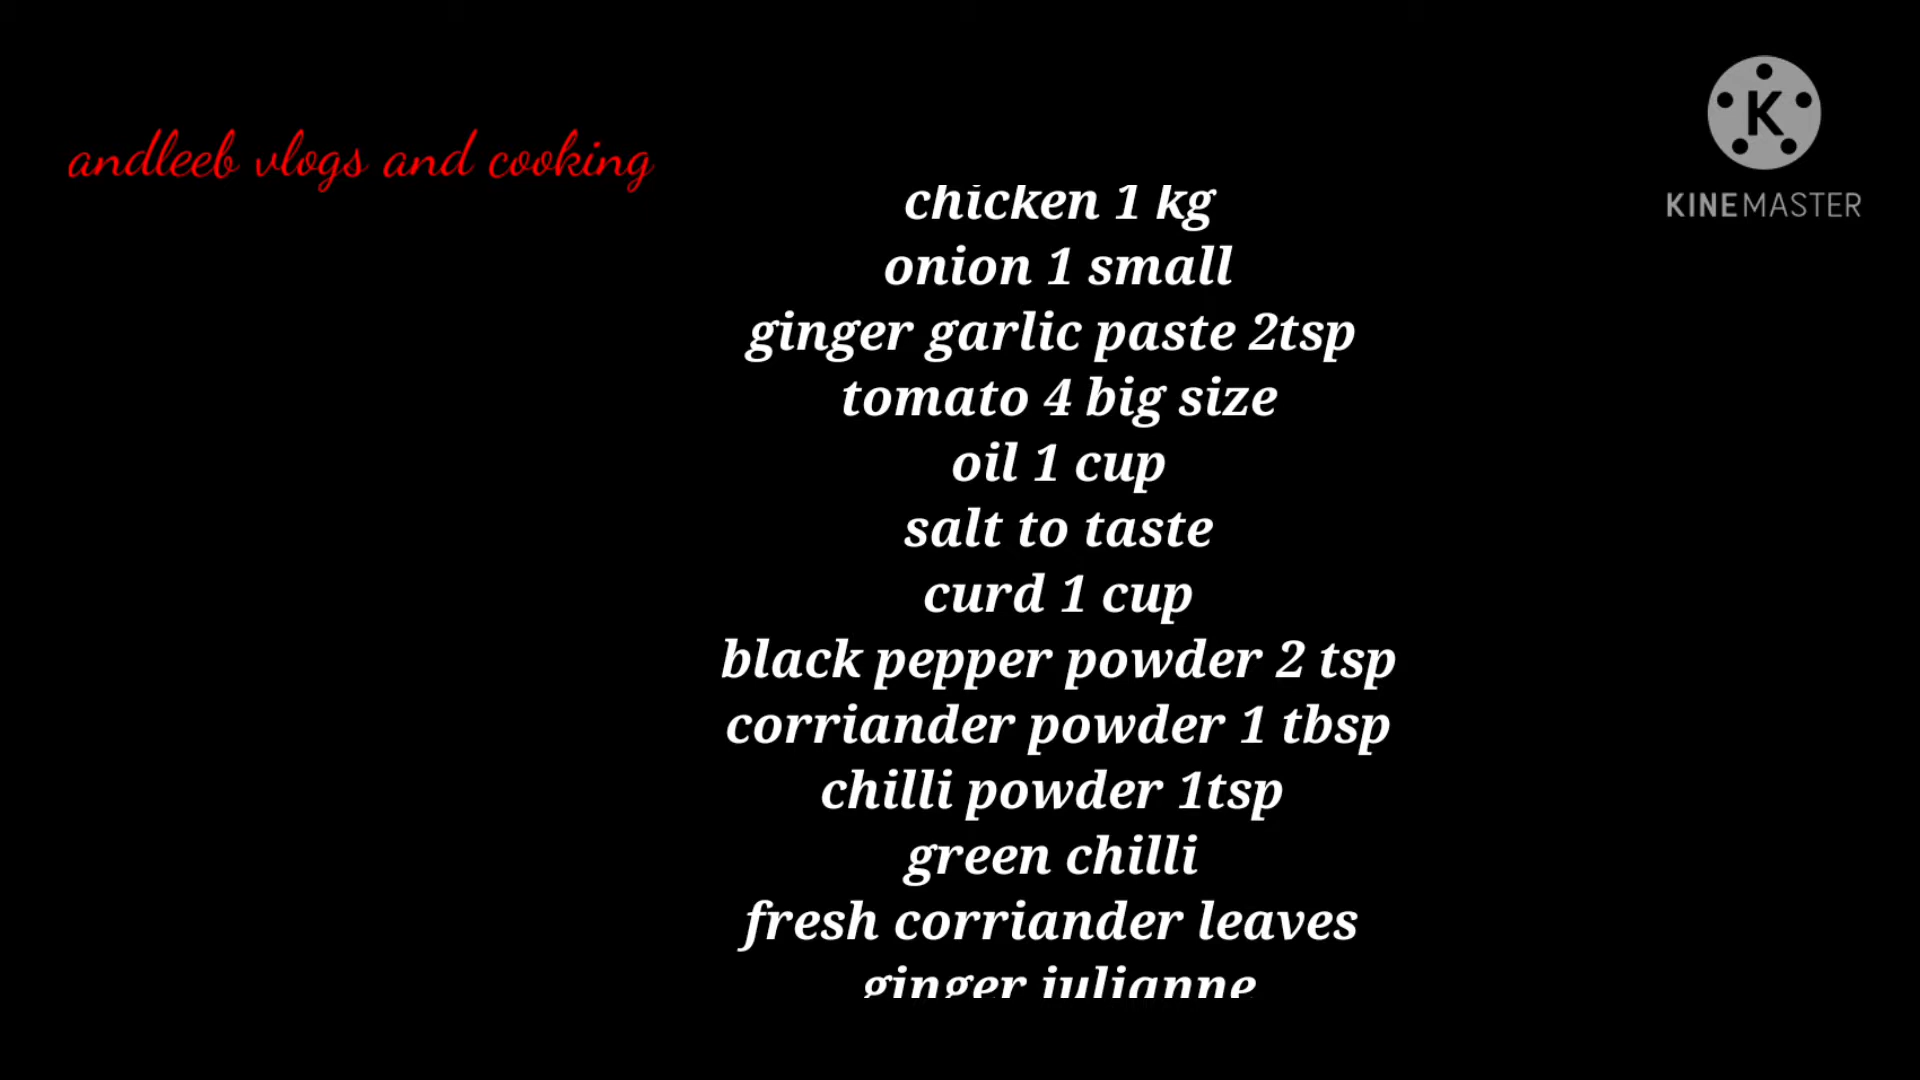 andleeb vlogs and cooking
K
KINEMASTER
chicken 1 kg
onion 1 small
ginger garlic paste 2tsp
tomato 4 big size
oil 1 cup
salt to taste
curd 1 cup
black pepper powder 2 tsp
corriander powder 1 tbsp
chilli powder 1tsp
green chilli
fresh corriander leaves
ginger julianne